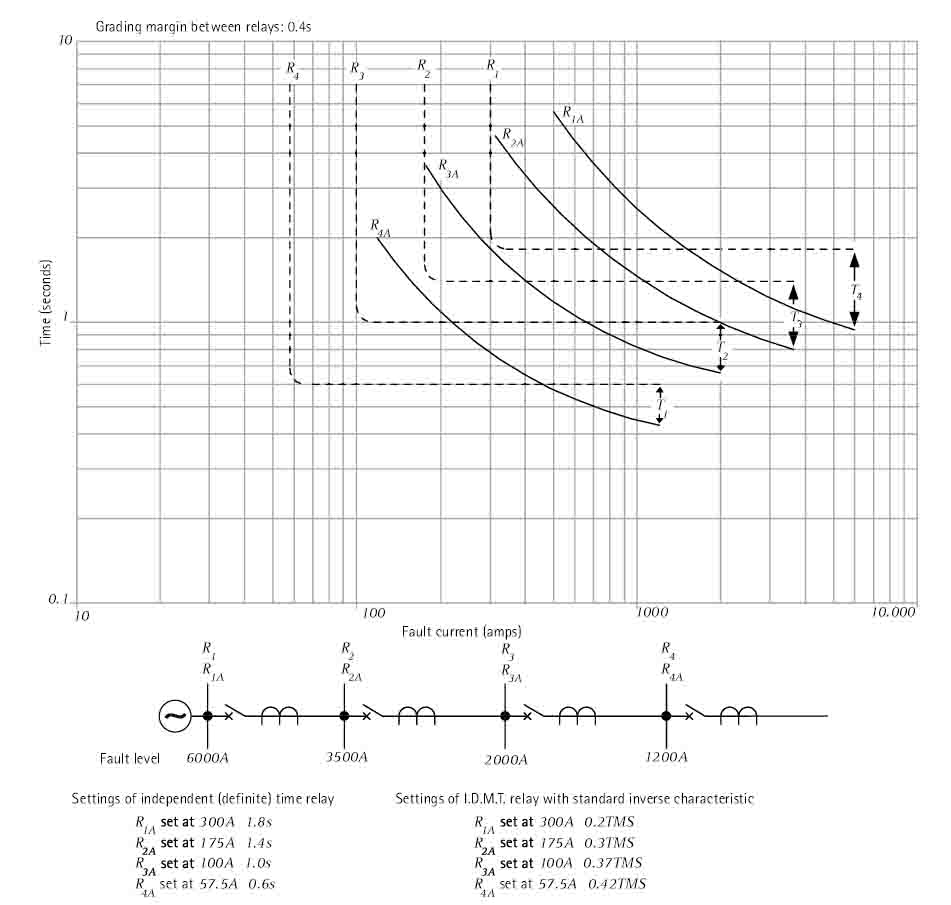 Grading margin between relays: 0.4s
10
R4 R3 R2 R1
R1A
R2A
R3A
R4A
T4
T3
T2
T1
Time (seconds)
1
0.1
10 100 1000 10.000
Fault current (amps)
R1 R2 R3 R4
R1A R2A R3A R4A
~
Fault level 6000A 3500A 2000A 1200A
Settings of independent (definite) time relay
R1A set at 300A 1.8s
R2A set at 175A 1.4s
R3A set at 100A 1.0s
R4A set at 57.5A 0.6s
Settings of I.D.M.T. relay with standard inverse characteristic
R1A set at 300A 0.2TMS
R2A set at 175A 0.3TMS
R3A set at 100A 0.37TMS
R4A set at 57.5A 0.42TMS